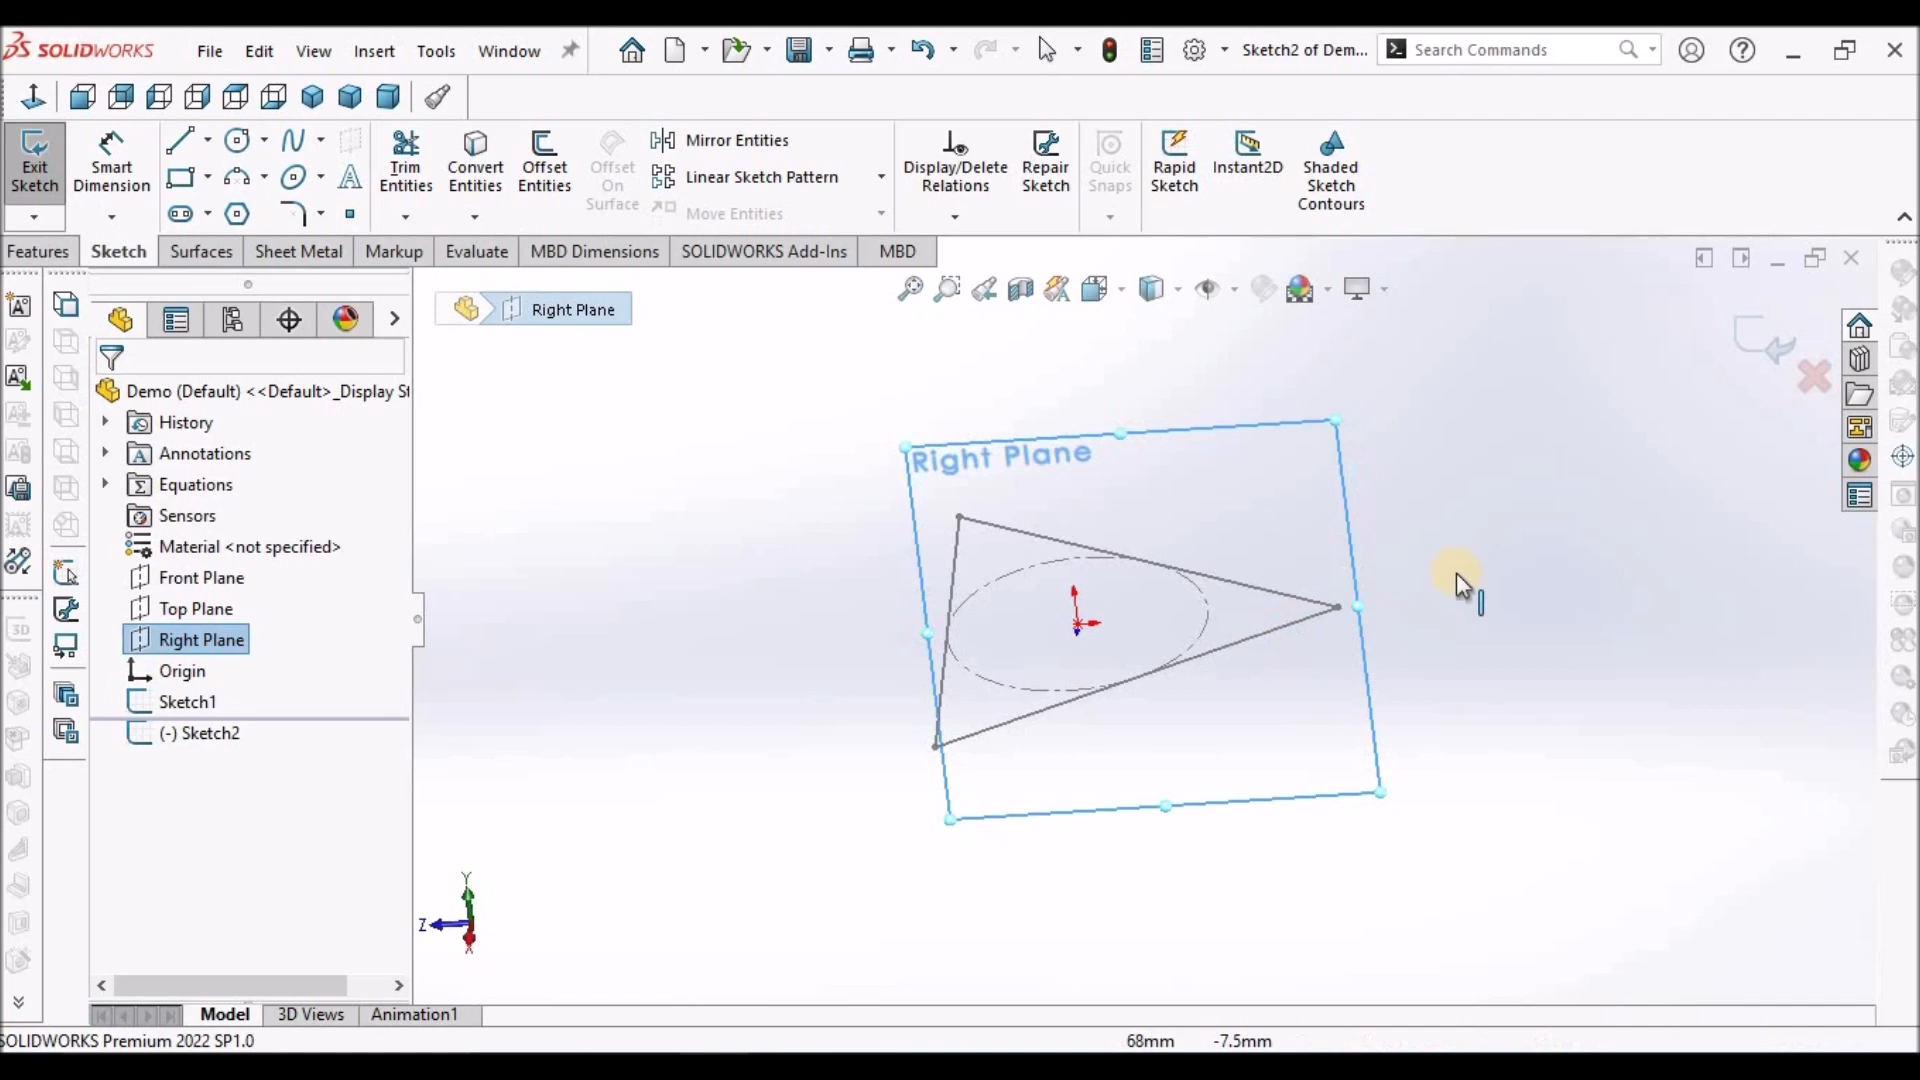 SOLIDWORKS File Edit View Insert Tools Window Sketch2 of Dem... Search Commands
Exit Sketch
Smart Dimension
Trim Entities
Convert Entities
Offset Entities
Offset On Surface
Mirror Entities
Linear Sketch Pattern
Move Entities
Display/Delete Relations
Repair Sketch
Quick Snaps
Rapid Sketch
Instant2D
Shaded Sketch Contours
Features Sketch Surfaces Sheet Metal Markup Evaluate MBD Dimensions SOLIDWORKS Add-Ins MBD
Right Plane
Demo (Default) <<Default>_Display St
History
Annotations
Equations
Sensors
Material <not specified>
Front Plane
Top Plane
Right Plane
Origin
Sketch1
(-) Sketch2
Right Plane
Y
Z
X
Model 3D Views Animation1
SOLIDWORKS Premium 2022 SP1.0 68mm -7.5mm